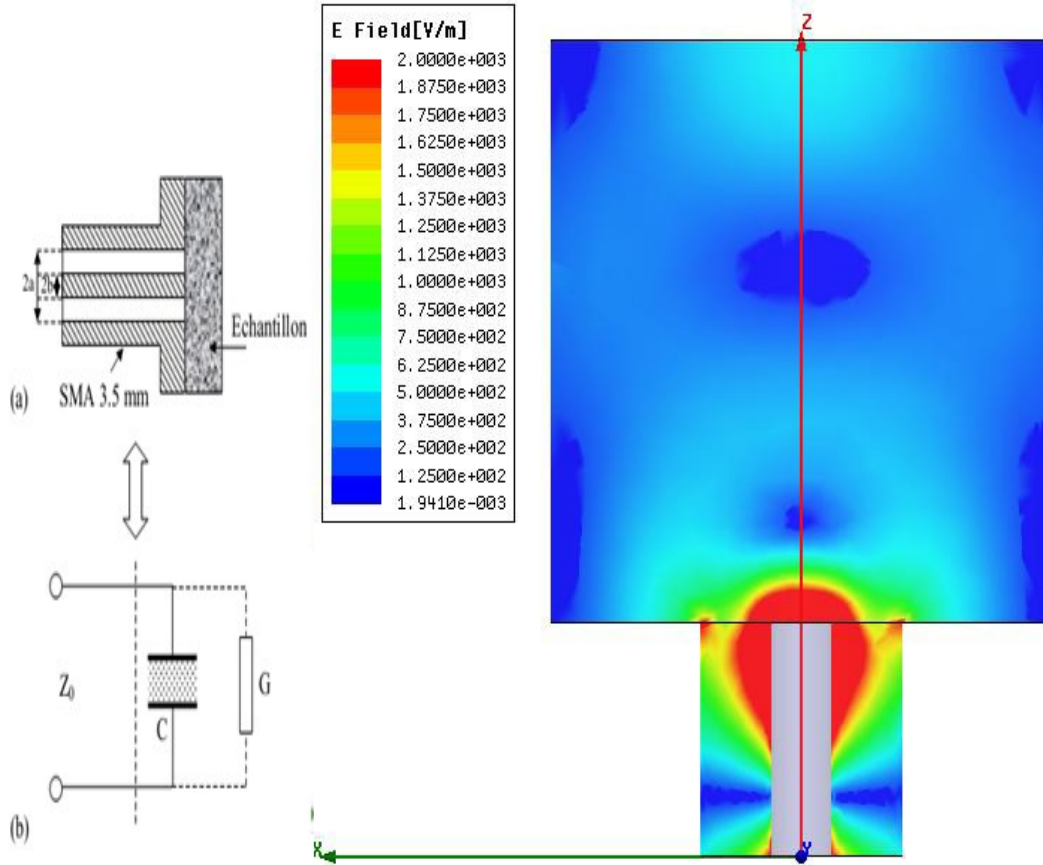 2a
2b
Echantillon
SMA 3.5 mm
(a)
Z₀
C
G
(b)
E Field[V/m]
2.0000e+003
1.8750e+003
1.7500e+003
1.6250e+003
1.5000e+003
1.3750e+003
1.2500e+003
1.1250e+003
1.0000e+003
8.7500e+002
7.5000e+002
6.2500e+002
5.0000e+002
3.7500e+002
2.5000e+002
1.2500e+002
1.9410e-003
Z
X
Y